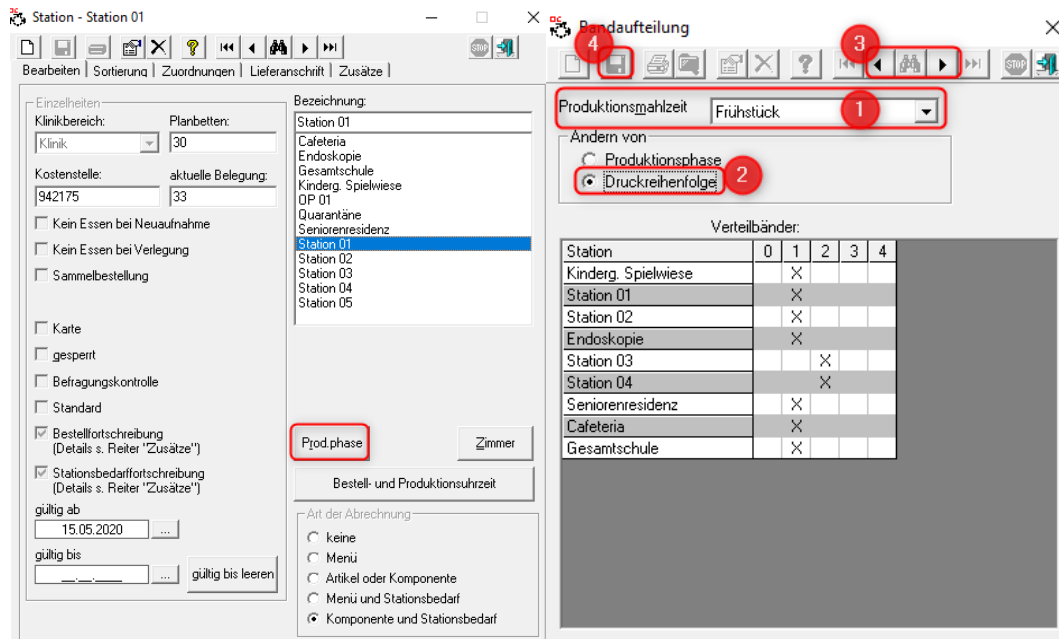 Station - Station 01
Bearbeiten | Sortierung | Zuordnungen | Lieferanschrift | Zusätze |
Einzelheiten
Klinikbereich: Planbetten:
Klinik 30
Kostenstelle: aktuelle Belegung:
942175 33
Kein Essen bei Neuaufnahme
Kein Essen bei Verlegung
Sammelbestellung
Karte
gesperrt
Befragungskontrolle
Standard
Bestellfortschreibung
(Details s. Reiter "Zusätze")
Stationsbedarffortschreibung
(Details s. Reiter "Zusätze")
gültig ab
15.05.2020 ...
gültig bis
__.__.____ ... gültig bis leeren
Bezeichnung:
Station 01
Cafeteria
Endoskopie
Gesamtschule
Kinderg. Spielwiese
OP 01
Quarantäne
Seniorenresidenz
Station 01
Station 02
Station 03
Station 04
Station 05
Prod.phase Zimmer
Bestell- und Produktionsuhrzeit
Art der Abrechnung
keine
Menü
Artikel oder Komponente
Menü und Stationsbedarf
Komponente und Stationsbedarf
STOP
Bandaufteilung
4 3
STOP
Produktionsmahlzeit Frühstück 1
Ändern von
Produktionsphase
Druckreihenfolge 2
Verteilbänder:
Station 0 1 2 3 4
Kinderg. Spielwiese X
Station 01 X
Station 02 X
Endoskopie X
Station 03 X
Station 04 X
Seniorenresidenz X
Cafeteria X
Gesamtschule X